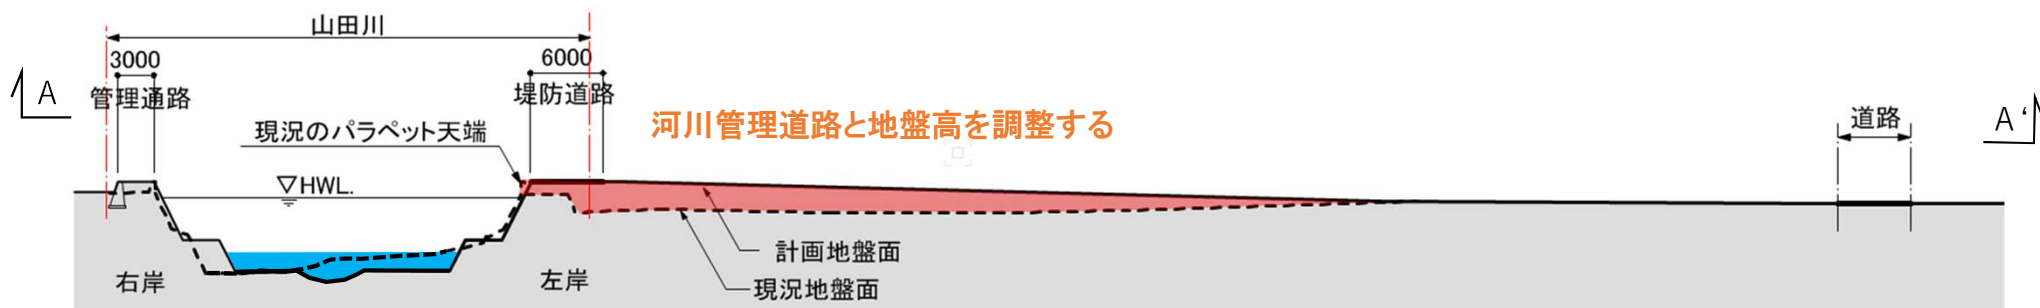 山田川
3000
6000
A
管理通路
堤防道路
河川管理道路と地盤高を調整する
道路
A‘
現況のパラペット天端
▽HWL.
計画地盤面
現況地盤面
右岸
左岸